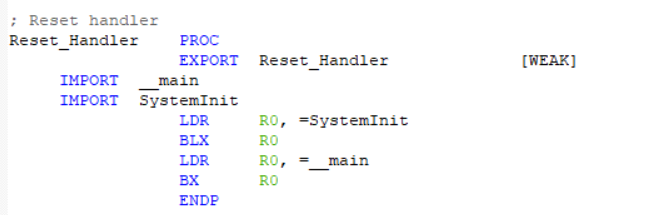 ; Reset handler
Reset_Handler    PROC
                 EXPORT  Reset_Handler             [WEAK]
     IMPORT  __main
     IMPORT  SystemInit
                 LDR     R0, =SystemInit
                 BLX     R0
                 LDR     R0, =__main
                 BX      R0
                 ENDP